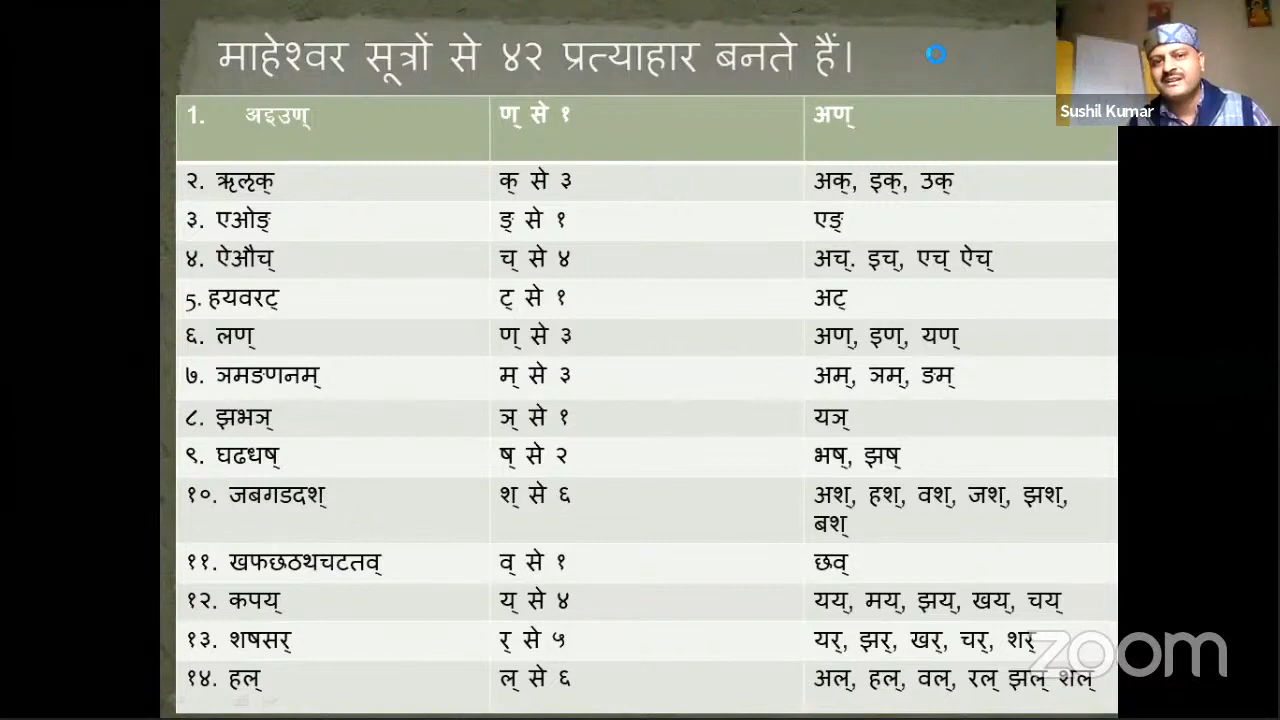 माहेश्वर सूत्रों से ४२ प्रत्याहार बनते हैं।
Sushil Kumar
1. अइउण् ण् से १ अण्
२. ऋलृक् क् से ३ अक्, इक्, उक्
३. एओङ् ङ् से १ एङ्
४. ऐऔच् च् से ४ अच्. इच्, एच् ऐच्
5. हयवरट् ट् से १ अट्
६. लण् ण् से ३ अण्, इण्, यण्
७. ञमङणनम् म् से ३ अम्, ञम्, ङम्
८. झभञ् ञ् से १ यञ्
९. घढधष् ष् से २ भष्, झष्
१०. जबगडदश् श् से ६ अश्, हश्, वश्, जश्, झश्,
बश्
११. खफछठथचटतव् व् से १ छव्
१२. कपय् य् से ४ यय्, मय्, झय्, खय्, चय्
१३. शषसर् र् से ५ यर्, झर्, खर्, चर्, शर्
zoom
१४. हल् ल् से ६ अल्, हल्, वल्, रल् झल् शल्